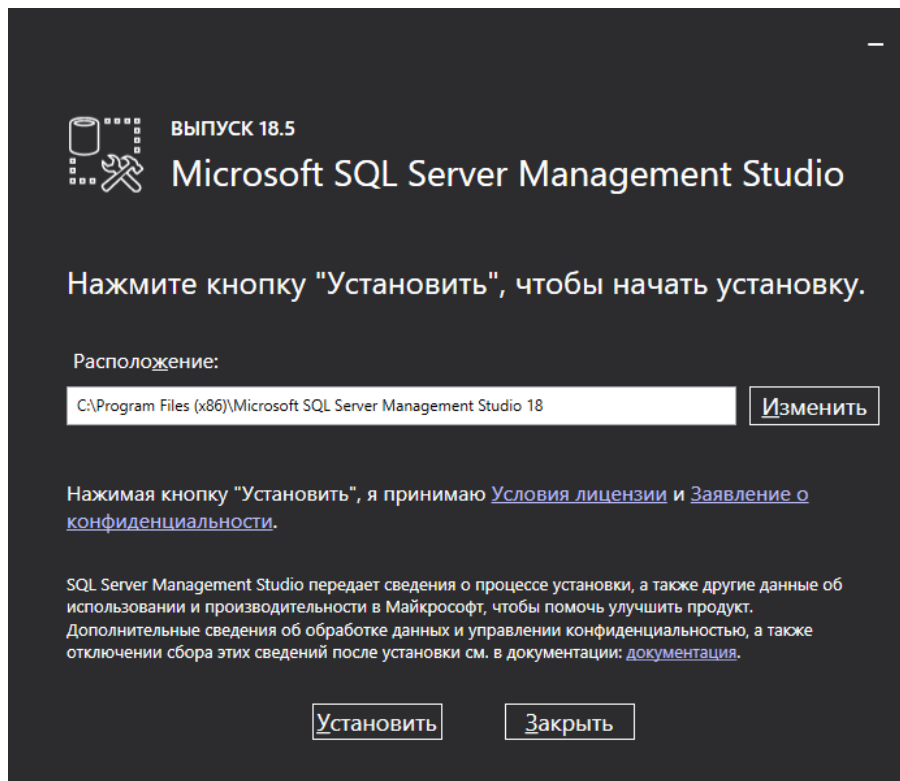 ВЫПУСК 18.5
Microsoft SQL Server Management Studio
Нажмите кнопку "Установить", чтобы начать установку.
Расположение:
C:\Program Files (x86)\Microsoft SQL Server Management Studio 18
Изменить
Нажимая кнопку "Установить", я принимаю Условия лицензии и Заявление о
конфиденциальности.
SQL Server Management Studio передает сведения о процессе установки, а также другие данные об
использовании и производительности в Майкрософт, чтобы помочь улучшить продукт.
Дополнительные сведения об обработке данных и управлении конфиденциальностью, а также
отключении сбора этих сведений после установки см. в документации: документация.
Установить
Закрыть